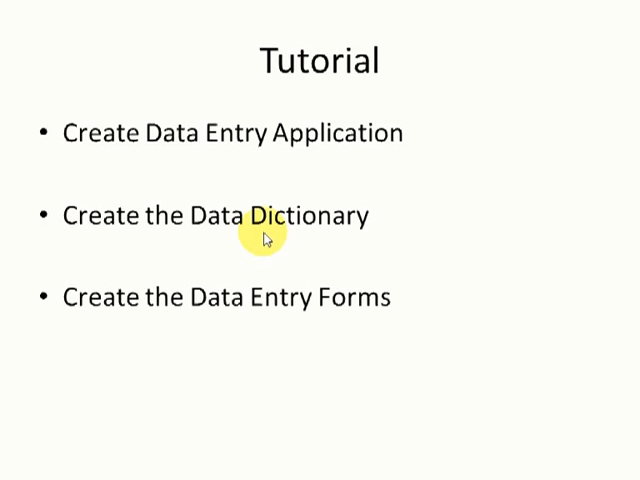 Tutorial
• Create Data Entry Application
• Create the Data Dictionary
• Create the Data Entry Forms